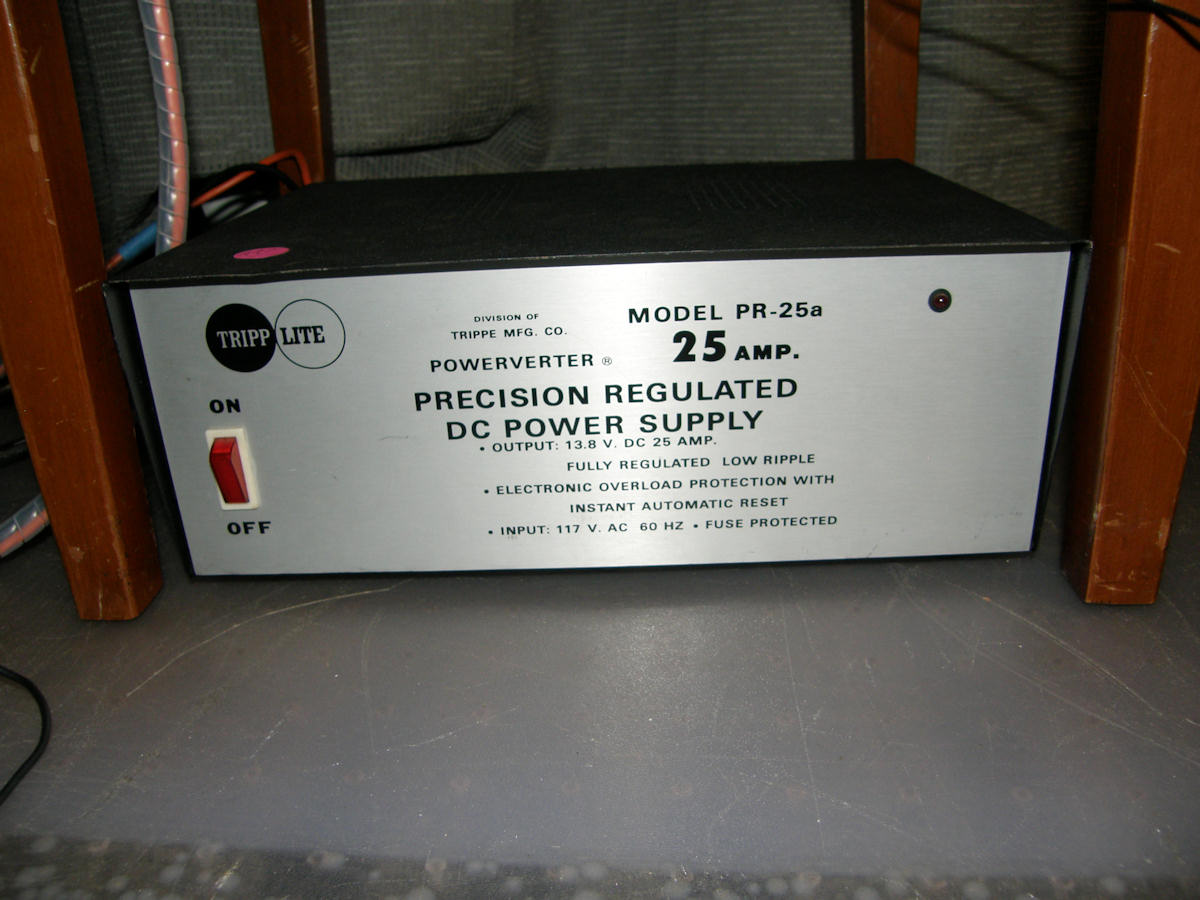 TRIPP LITE
DIVISION OF
TRIPPE MFG. CO.
POWERVERTER ®
MODEL PR-25a
25 AMP.
PRECISION REGULATED
DC POWER SUPPLY
• OUTPUT: 13.8 V. DC 25 AMP.
FULLY REGULATED LOW RIPPLE
• ELECTRONIC OVERLOAD PROTECTION WITH
INSTANT AUTOMATIC RESET
• INPUT: 117 V. AC 60 HZ • FUSE PROTECTED
ON
OFF